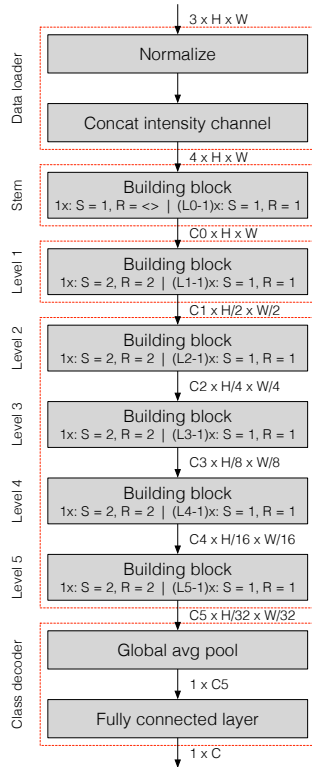 3 x H x W
Data loader
Normalize
Concat intensity channel
4 x H x W
Stem
Building block
1x: S = 1, R = <> | (L0-1)x: S = 1, R = 1
C0 x H x W
Level 1
Building block
1x: S = 2, R = 2 | (L1-1)x: S = 1, R = 1
C1 x H/2 x W/2
Level 2
Building block
1x: S = 2, R = 2 | (L2-1)x: S = 1, R = 1
C2 x H/4 x W/4
Level 3
Building block
1x: S = 2, R = 2 | (L3-1)x: S = 1, R = 1
C3 x H/8 x W/8
Level 4
Building block
1x: S = 2, R = 2 | (L4-1)x: S = 1, R = 1
C4 x H/16 x W/16
Level 5
Building block
1x: S = 2, R = 2 | (L5-1)x: S = 1, R = 1
C5 x H/32 x W/32
Class decoder
Global avg pool
1 x C5
Fully connected layer
1 x C